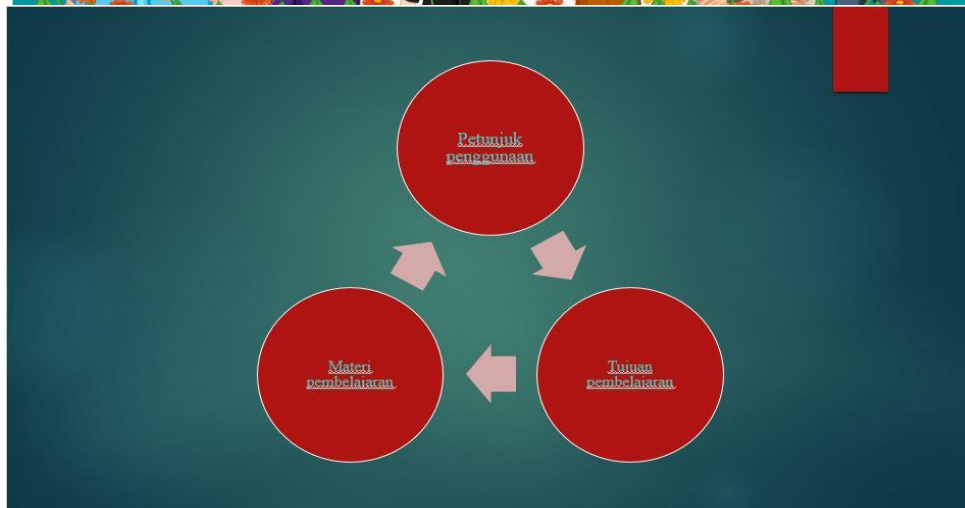 Petunjuk
penggunaan
Materi
pembelajaran
Tujuan
pembelajaran